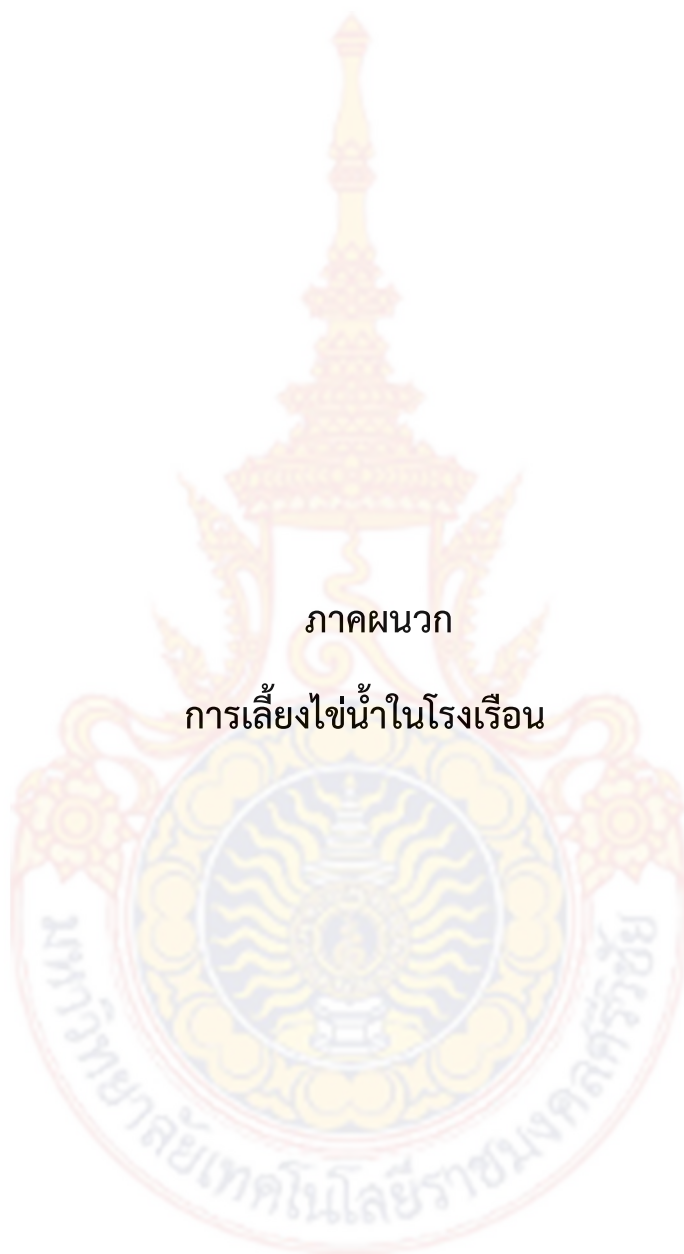 ภาคผนวก
การเลี้ยงไข่น้ำในโรงเรือน
มหาวิทยาลัยเทคโนโลยีราชมงคลศรีวิชัย